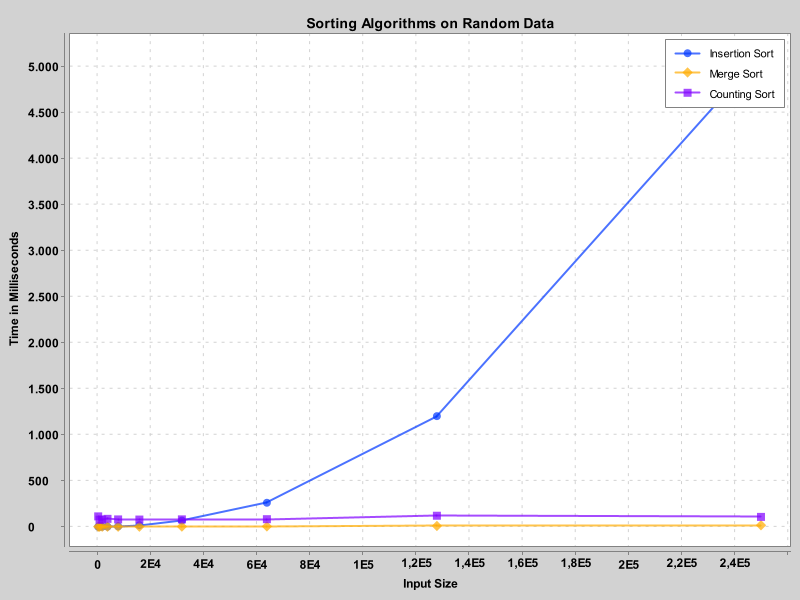 Sorting Algorithms on Random Data
Insertion Sort
Merge Sort
Counting Sort
Time in Milliseconds
5.000
4.500
4.000
3.500
3.000
2.500
2.000
1.500
1.000
500
0
0 2E4 4E4 6E4 8E4 1E5 1,2E5 1,4E5 1,6E5 1,8E5 2E5 2,2E5 2,4E5
Input Size